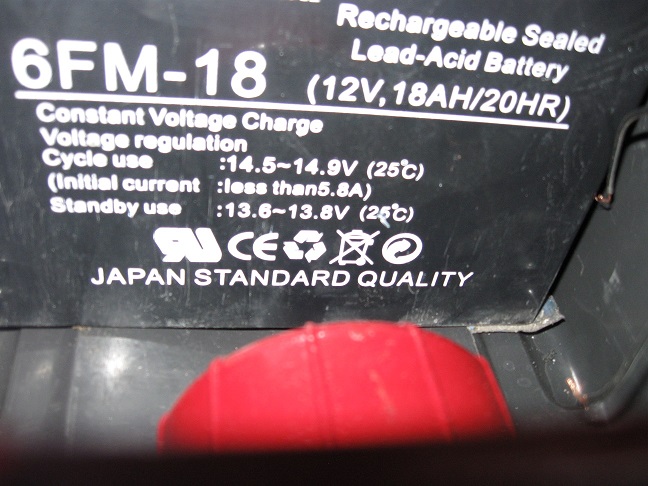 Rechargeable Sealed
Lead-Acid Battery
6FM-18 (12V,18AH/20HR)
Constant Voltage Charge
Voltage regulation
Cycle use :14.5~14.9V (25℃)
(Initial current :less than5.8A)
Standby use :13.6~13.8V (25℃)
CE
JAPAN STANDARD QUALITY